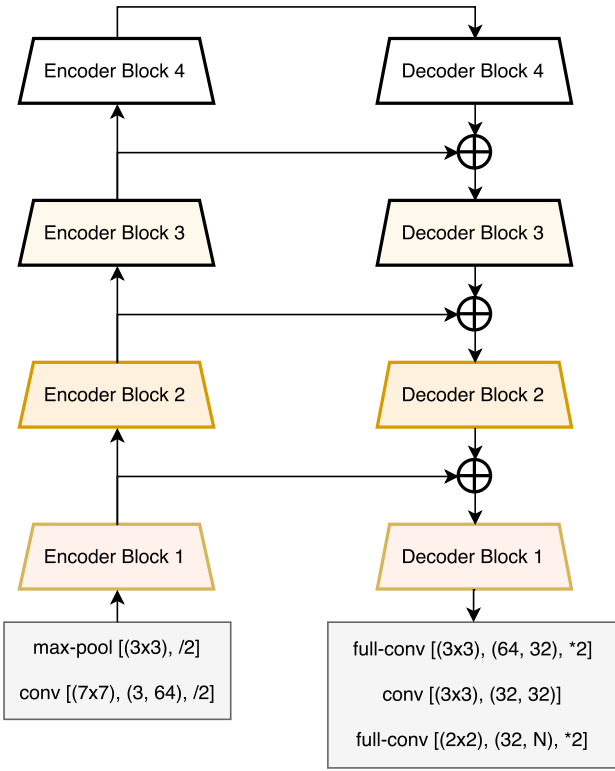 Encoder Block 4
Decoder Block 4
Encoder Block 3
Decoder Block 3
Encoder Block 2
Decoder Block 2
Encoder Block 1
Decoder Block 1
max-pool [(3x3), /2]
conv [(7x7), (3, 64), /2]
full-conv [(3x3), (64, 32), *2]
conv [(3x3), (32, 32)]
full-conv [(2x2), (32, N), *2]